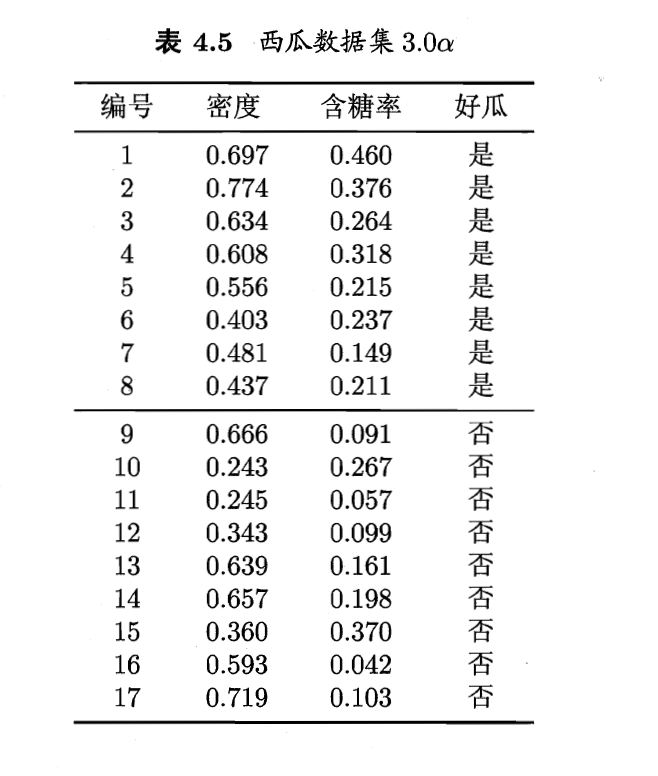 表 4.5 西瓜数据集 3.0α
编号 密度 含糖率 好瓜
1 0.697 0.460 是
2 0.774 0.376 是
3 0.634 0.264 是
4 0.608 0.318 是
5 0.556 0.215 是
6 0.403 0.237 是
7 0.481 0.149 是
8 0.437 0.211 是
9 0.666 0.091 否
10 0.243 0.267 否
11 0.245 0.057 否
12 0.343 0.099 否
13 0.639 0.161 否
14 0.657 0.198 否
15 0.360 0.370 否
16 0.593 0.042 否
17 0.719 0.103 否